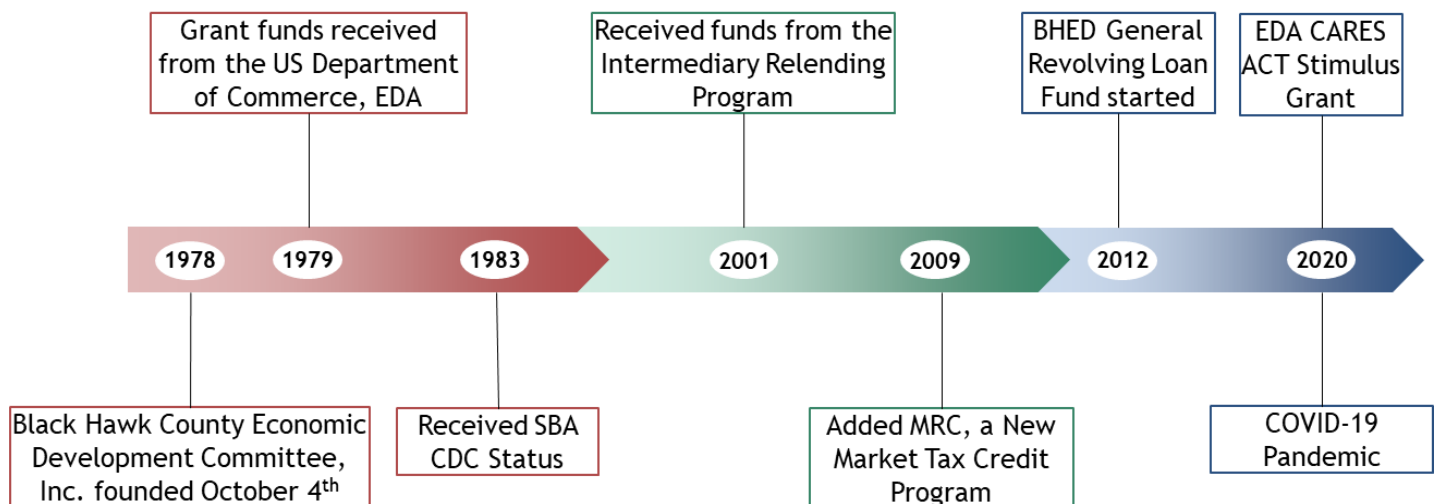 Grant funds received
from the US Department
of Commerce, EDA
Received funds from the
Intermediary Relending
Program
BHED General
Revolving Loan
Fund started
EDA CARES
ACT Stimulus
Grant
1978
1979
1983
2001
2009
2012
2020
Black Hawk County Economic
Development Committee,
Inc. founded October 4th
Received SBA
CDC Status
Added MRC, a New
Market Tax Credit
Program
COVID-19
Pandemic